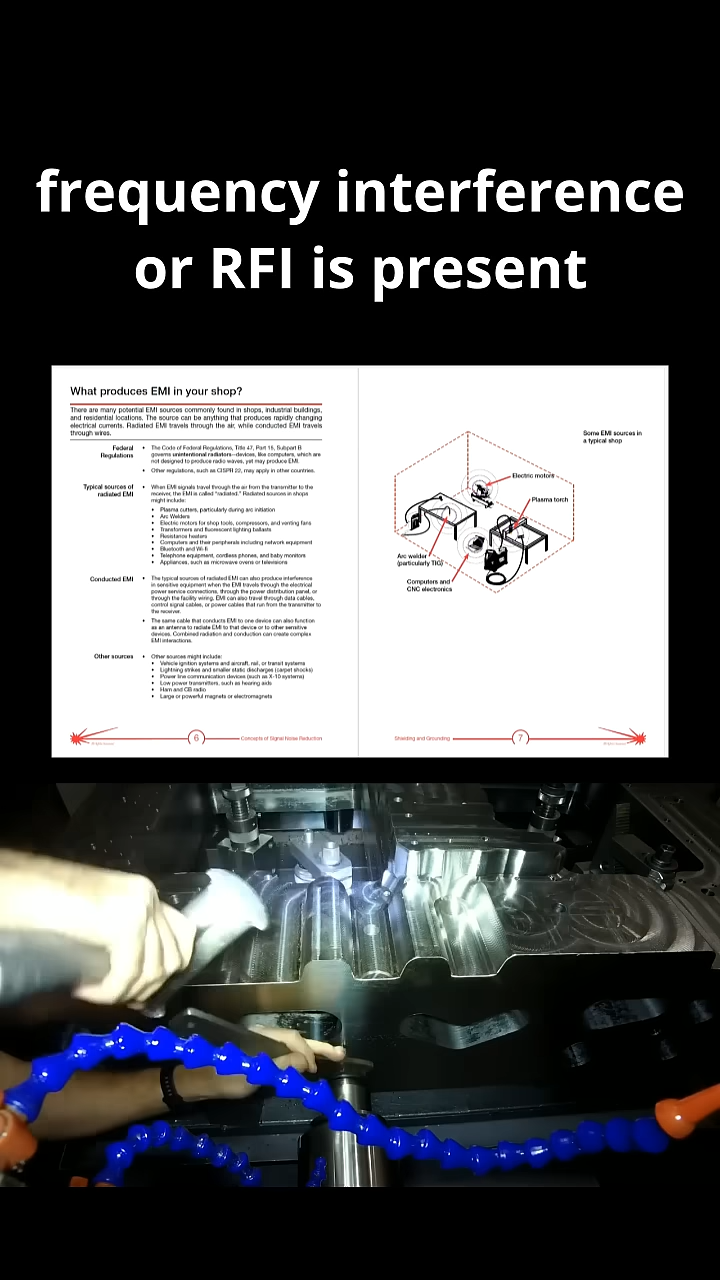 frequency interference
or RFI is present
What produces EMI in your shop?
There are many potential EMI sources commonly found in shops, industrial buildings,
and residential locations. The source can be anything that produces rapidly changing
electrical currents. Radiated EMI travels through the air, while conducted EMI travels
through wires.
Federal
Regulations
• The Code of Federal Regulations, Title 47, Part 15, Subpart B
governs unintentional radiators—devices, like computers, which are
not designed to produce radio waves, yet may produce EMI.
• Other regulations, such as CISPR 22, may apply in other countries.
Typical sources of
radiated EMI
• When EMI signals travel through the air from the transmitter to the
receiver, the EMI is called "radiated." Radiated sources in shops
might include:
• Plasma cutters, particularly during arc initiation
• Arc Welders
• Electric motors for shop tools, compressors, and venting fans
• Transformers and fluorescent lighting ballasts
• Resistance heaters
• Computers and their peripherals including network equipment
• Bluetooth and Wi-fi
• Telephone equipment, cordless phones, and baby monitors
• Appliances, such as microwave ovens or televisions
Conducted EMI
• The typical sources of radiated EMI can also produce interference
in sensitive equipment when the EMI travels through the electrical
power service connections, through the power distribution panel, or
through the facility wiring. EMI can also travel through data cables,
control signal cables, or power cables that run from the transmitter to
the receiver.
• The same cable that conducts EMI to one device can also function
as an antenna to radiate EMI to that device or to other sensitive
devices. Combined radiation and conduction can create complex
EMI interactions.
Other sources
• Other sources might include:
• Vehicle ignition systems and aircraft, rail, or transit systems
• Lightning strikes and smaller static discharges (carpet shocks)
• Power line communication devices (such as X-10 systems)
• Low power transmitters, such as hearing aids
• Ham and CB radio
• Large or powerful magnets or electromagnets
6
Concepts of Signal Noise Reduction
Some EMI sources in
a typical shop
Electric motors
Plasma torch
Arc welder
(particularly TIG)
Computers and
CNC electronics
Shielding and Grounding
7